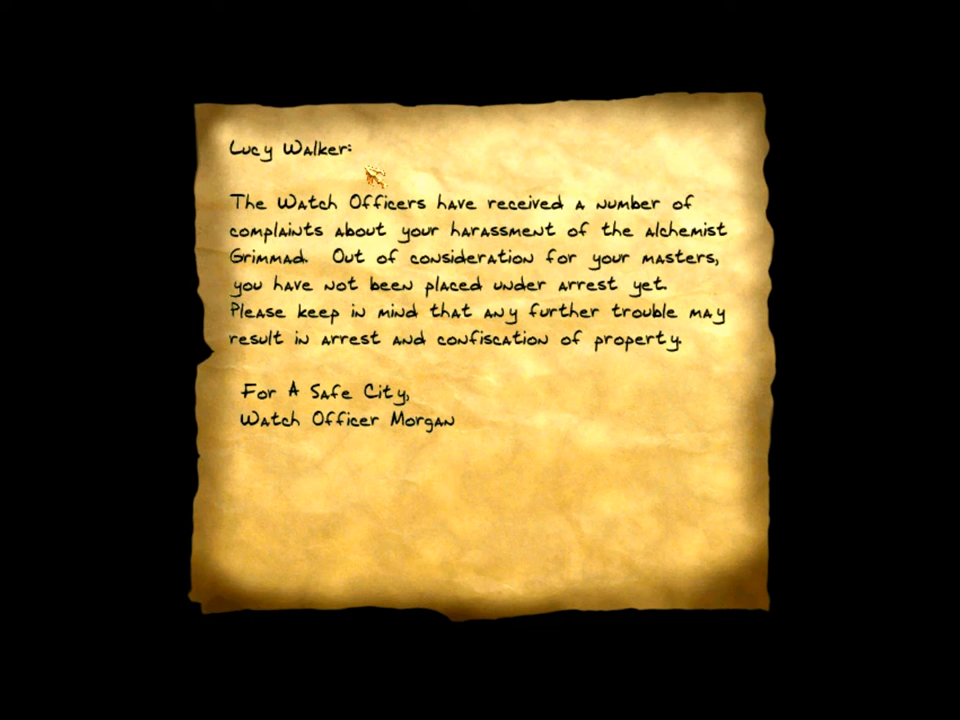 Lucy Walker:
The Watch Officers have received a number of
complaints about your harassment of the alchemist
Grimmad. Out of consideration for your masters,
you have not been placed under arrest yet.
Please keep in mind that any further trouble may
result in arrest and confiscation of property.
For A Safe City,
Watch Officer Morgan